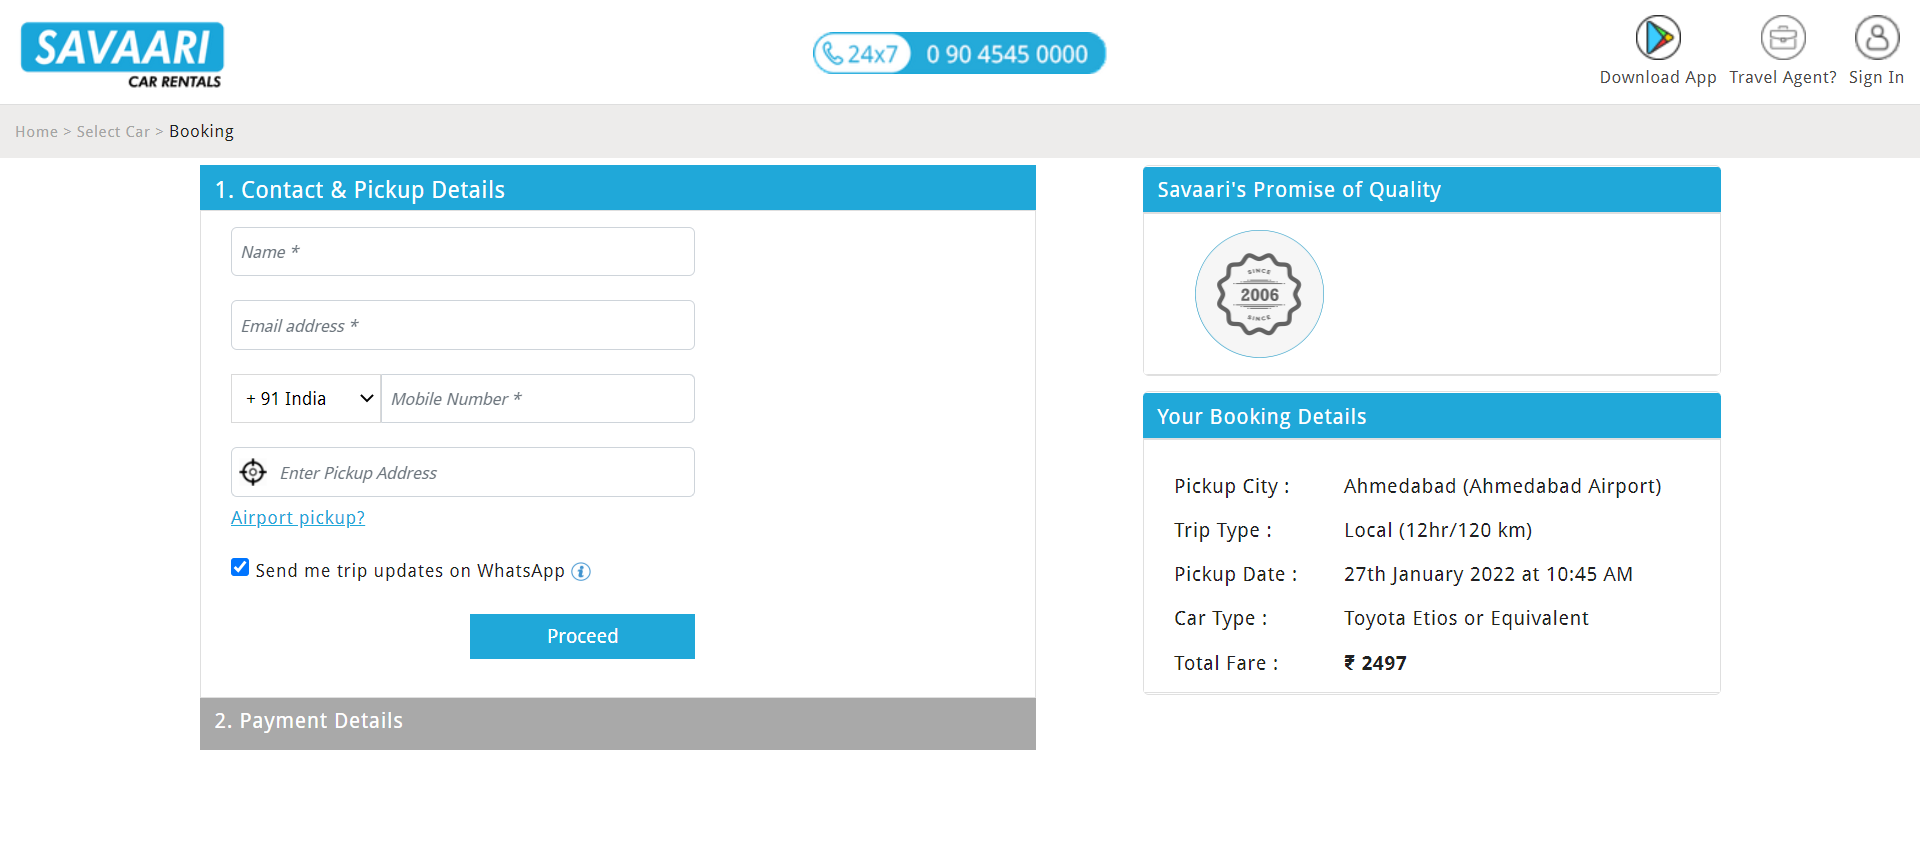 SAVAARI
CAR RENTALS
24x7 0 90 4545 0000
Download App
Travel Agent?
Sign In
Home > Select Car > Booking
1. Contact & Pickup Details
Name *
Email address *
+ 91 India
Mobile Number *
Enter Pickup Address
Airport pickup?
Send me trip updates on WhatsApp i
Proceed
2. Payment Details
Savaari's Promise of Quality
SINCE
2006
SINCE
Your Booking Details
Pickup City : Ahmedabad (Ahmedabad Airport)
Trip Type : Local (12hr/120 km)
Pickup Date : 27th January 2022 at 10:45 AM
Car Type : Toyota Etios or Equivalent
Total Fare : ₹ 2497